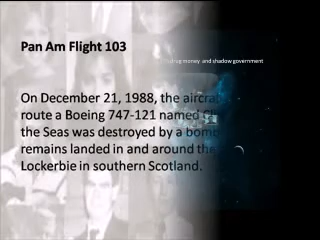 Pan Am Flight 103
drug money and shadow government
On December 21, 1988, the
route a Boeing 747-121 named
the Seas was destroyed by a bomb
remains landed in and around the
Lockerbie in southern Scotland.